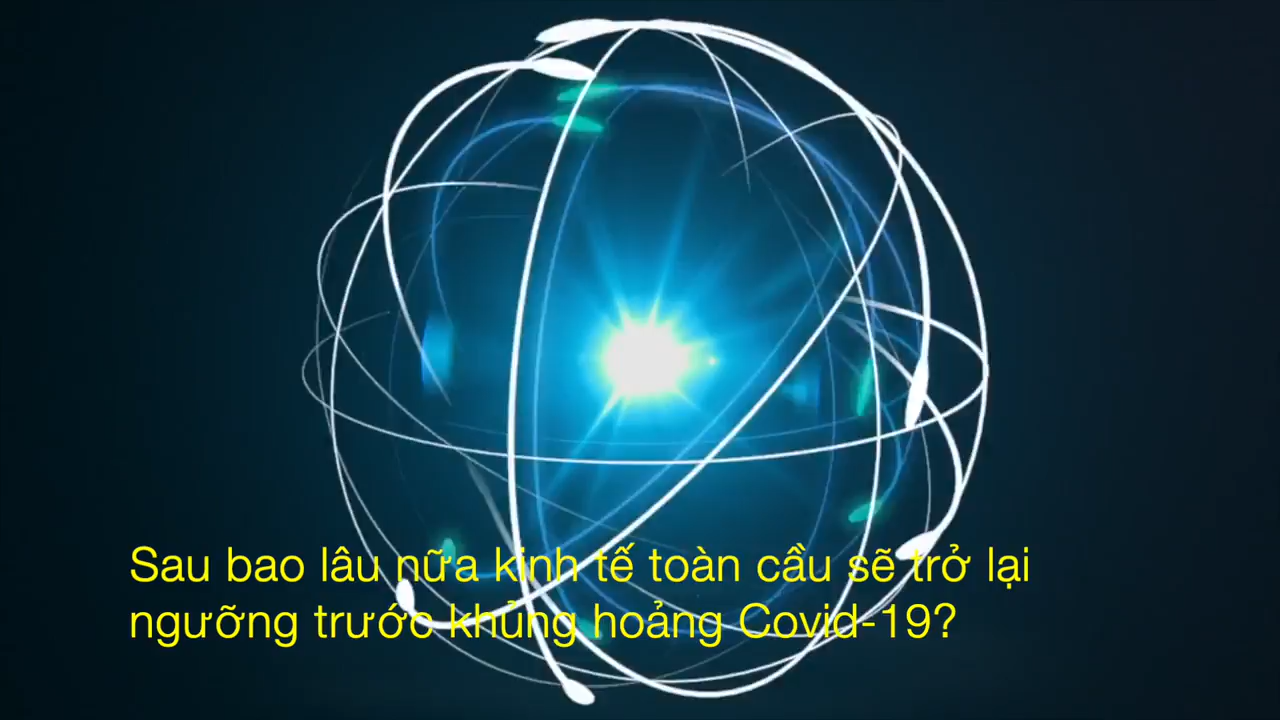 Sau bao lâu nữa kinh tế toàn cầu sẽ trở lại
ngưỡng trước khủng hoảng Covid-19?